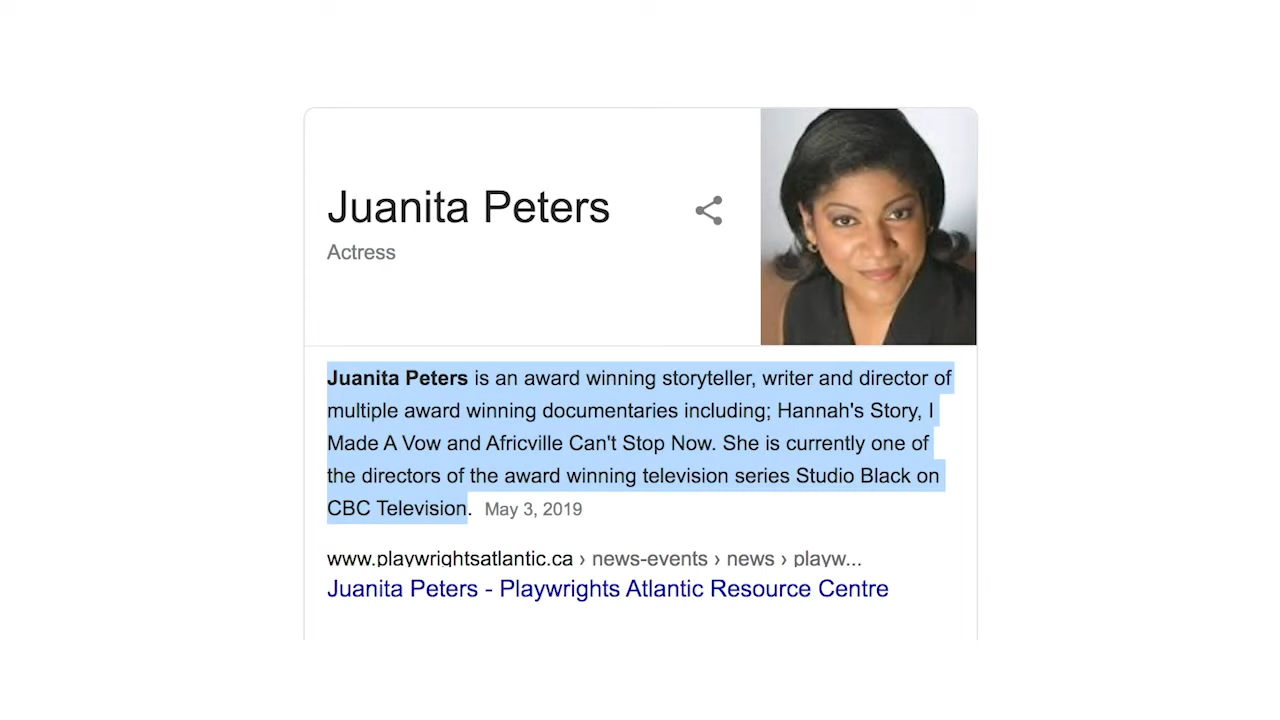 Juanita Peters
Actress
Juanita Peters is an award winning storyteller, writer and director of
multiple award winning documentaries including; Hannah's Story, I
Made A Vow and Africville Can't Stop Now. She is currently one of
the directors of the award winning television series Studio Black on
CBC Television. May 3, 2019
www.playwrightsatlantic.ca › news-events › news › playw...
Juanita Peters - Playwrights Atlantic Resource Centre